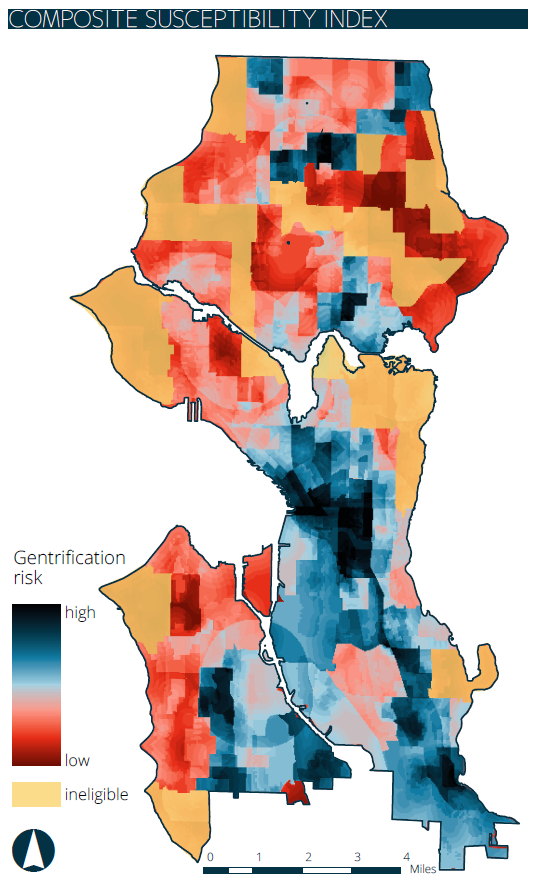 COMPOSITE SUSCEPTIBILITY INDEX
Gentrification
risk
high
low
ineligible
0 1 2 3 4
Miles